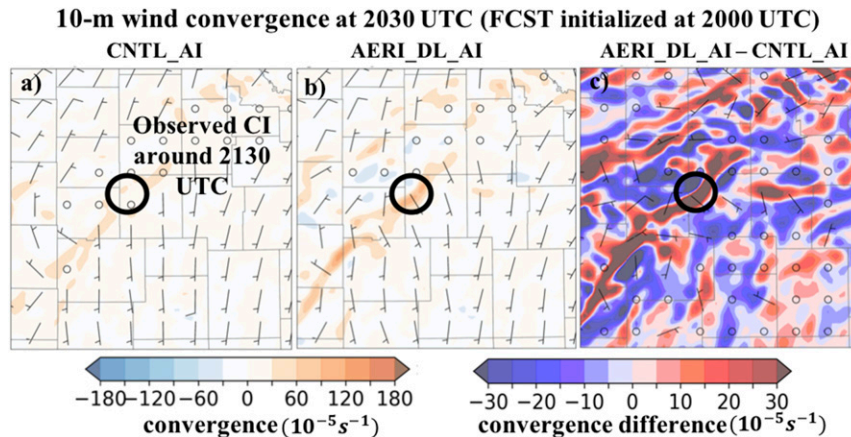 10-m wind convergence at 2030 UTC (FCST initialized at 2000 UTC)
CNTL_AI
AERI_DL_AI
AERI_DL_AI – CNTL_AI
a)
b)
c)
Observed CI
around 2130
UTC
−180 −120 −60 0 60 120 180
−30 −20 −10 0 10 20 30
convergence (10⁻⁵s⁻¹)
convergence difference (10⁻⁵s⁻¹)